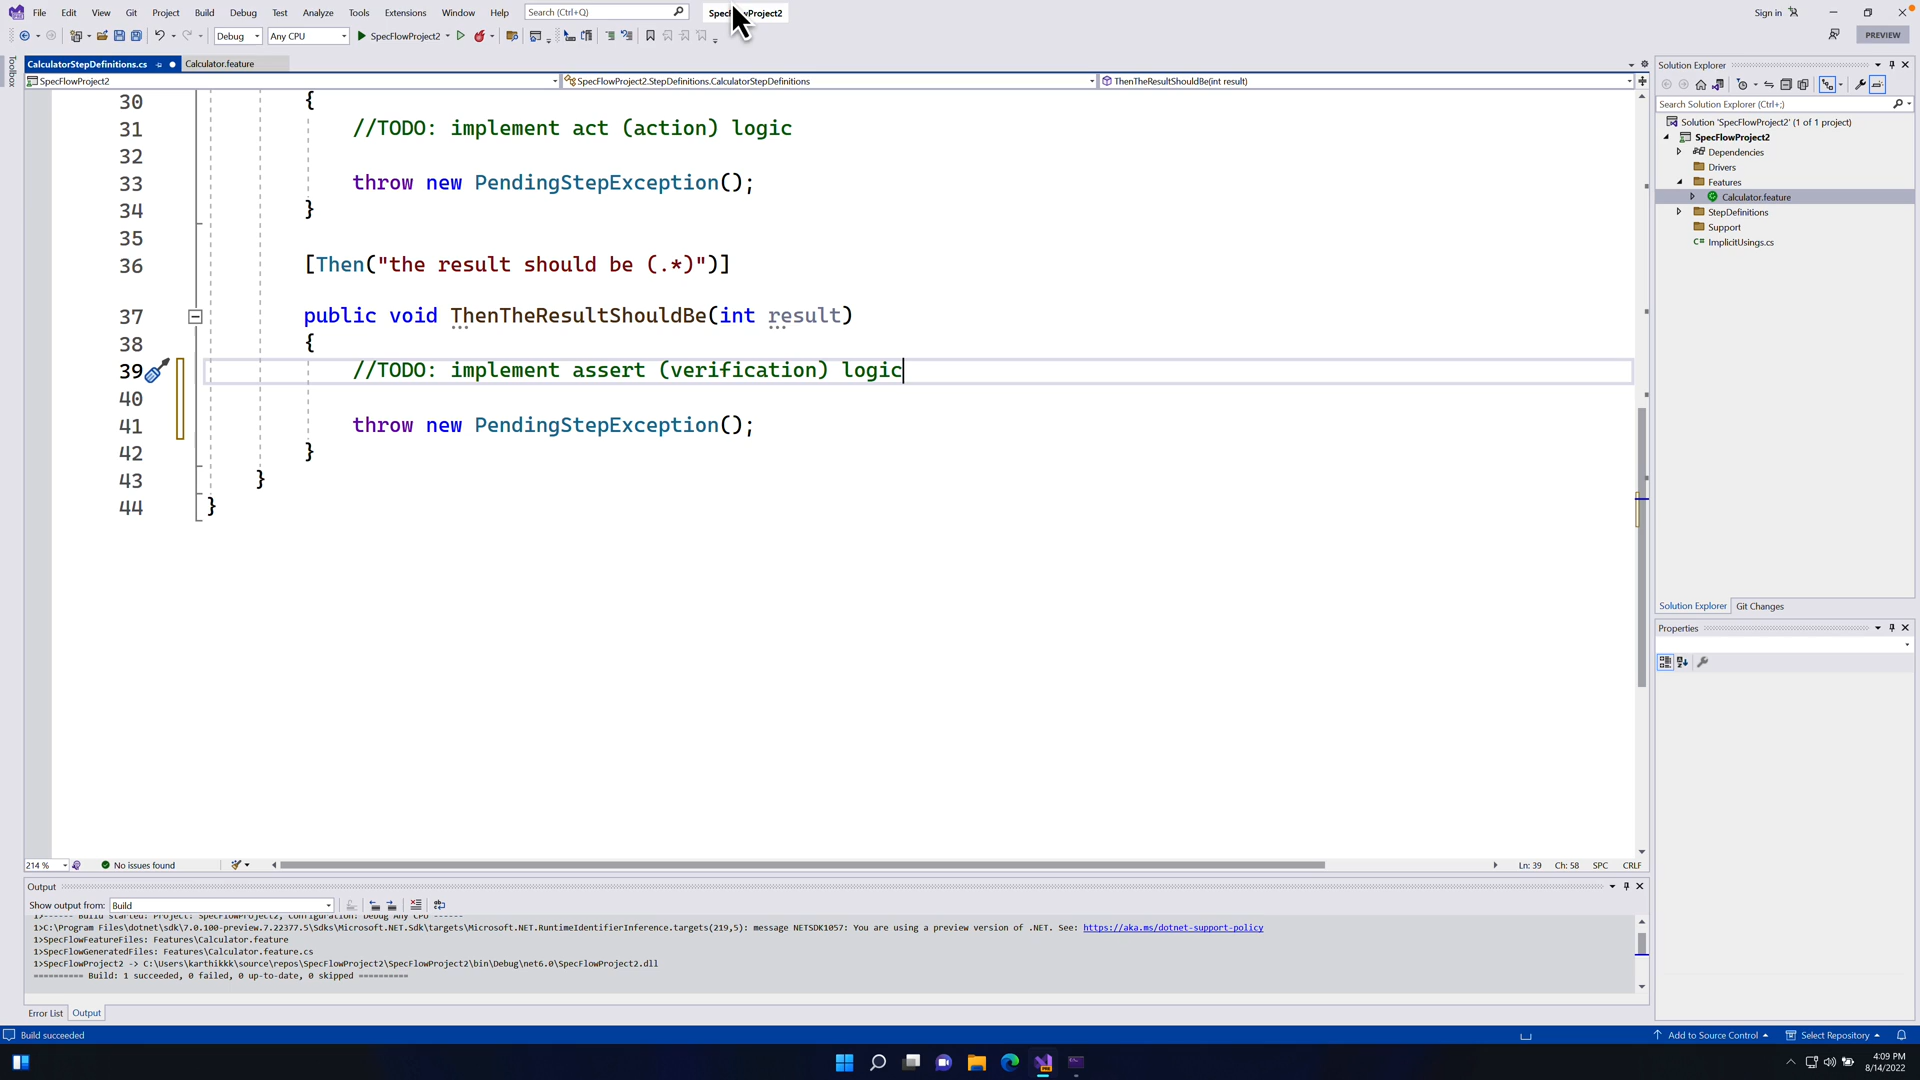 File Edit View Git Project Build Debug Test Analyze Tools Extensions Window Help Search (Ctrl+Q) Sign in
Debug Any CPU SpecFlowProject2 PREVIEW
Toolbox
CalculatorStepDefinitions.cs Calculator.feature
SpecFlowProject2 SpecFlowProject2.StepDefinitions.CalculatorStepDefinitions ThenTheResultShouldBe(int result)
30 {
31 //TODO: implement act (action) logic
32
33 throw new PendingStepException();
34 }
35
36 [Then("the result should be (.*)")]
37 public void ThenTheResultShouldBe(int result)
38 {
39 //TODO: implement assert (verification) logic
40
41 throw new PendingStepException();
42 }
43 }
44 }
214 % No issues found Ln: 39 Ch: 58 SPC CRLF
Output
Show output from: Build
1>------ Build started: Project: SpecFlowProject2, Configuration: Debug Any CPU ------
1>C:\Program Files\dotnet\sdk\7.0.100-preview.7.22377.5\Sdks\Microsoft.NET.Sdk\targets\Microsoft.NET.RuntimeIdentifierInference.targets(219,5): message NETSDK1057: You are using a preview version of .NET. See: https://aka.ms/dotnet-support-policy
1>SpecFlowFeatureFiles: Features\Calculator.feature
1>SpecFlowGeneratedFiles: Features\Calculator.feature.cs
1>SpecFlowProject2 -> C:\Users\karthikkk\source\repos\SpecFlowProject2\SpecFlowProject2\bin\Debug\net6.0\SpecFlowProject2.dll
========== Build: 1 succeeded, 0 failed, 0 up-to-date, 0 skipped ==========
Error List Output
Solution Explorer
Search Solution Explorer (Ctrl+;)
Solution 'SpecFlowProject2' (1 of 1 project)
SpecFlowProject2
Dependencies
Drivers
Features
Calculator.feature
StepDefinitions
Support
C# ImplicitUsings.cs
Solution Explorer Git Changes
Properties
Build succeeded Add to Source Control Select Repository
4:09 PM
8/14/2022